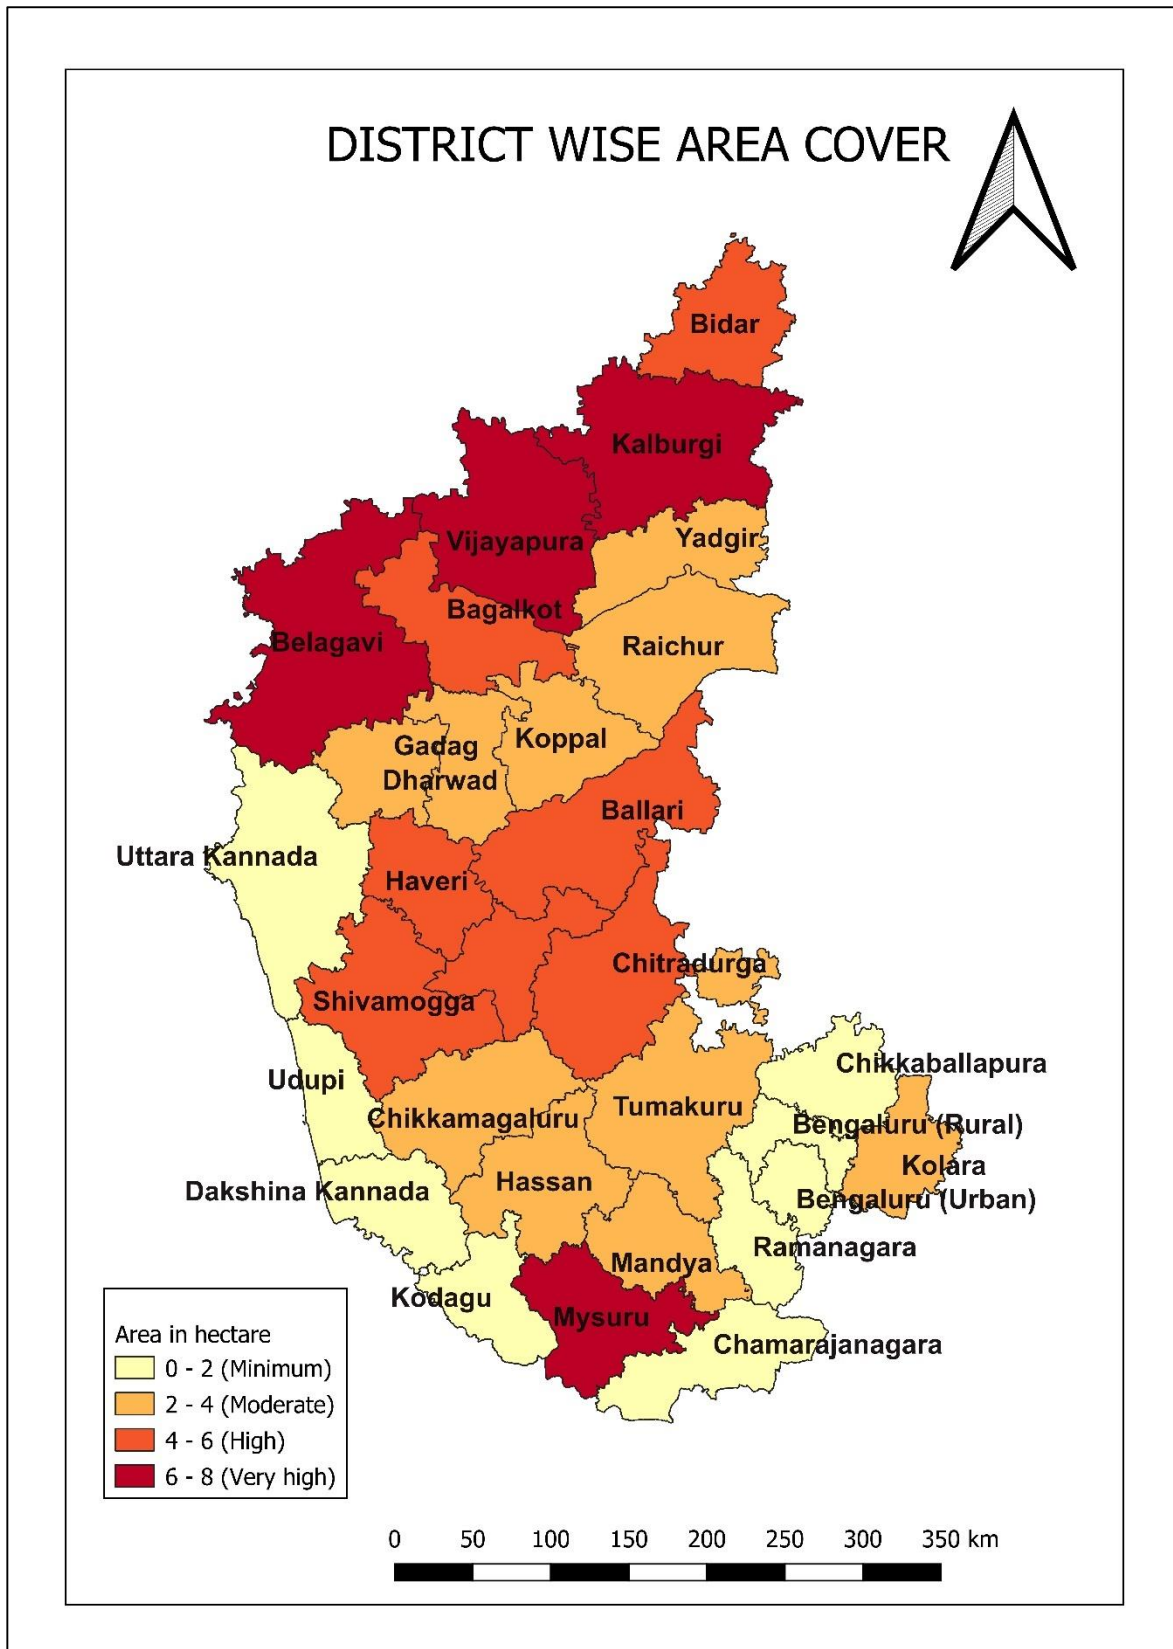 DISTRICT WISE AREA COVER
Bidar
Kalburgi
Vijayapura
Yadgir
Bagalkot
Belagavi
Raichur
Gadag
Koppal
Dharwad
Ballari
Uttara Kannada
Haveri
Chitradurga
Shivamogga
Udupi
Chikkaballapura
Chikkamagaluru
Tumakuru
Bengaluru (Rural)
Kolara
Dakshina Kannada
Hassan
Bengaluru (Urban)
Ramanagara
Mandya
Kodagu
Mysuru
Chamarajanagara
Area in hectare
0 - 2 (Minimum)
2 - 4 (Moderate)
4 - 6 (High)
6 - 8 (Very high)
0 50 100 150 200 250 300 350 km